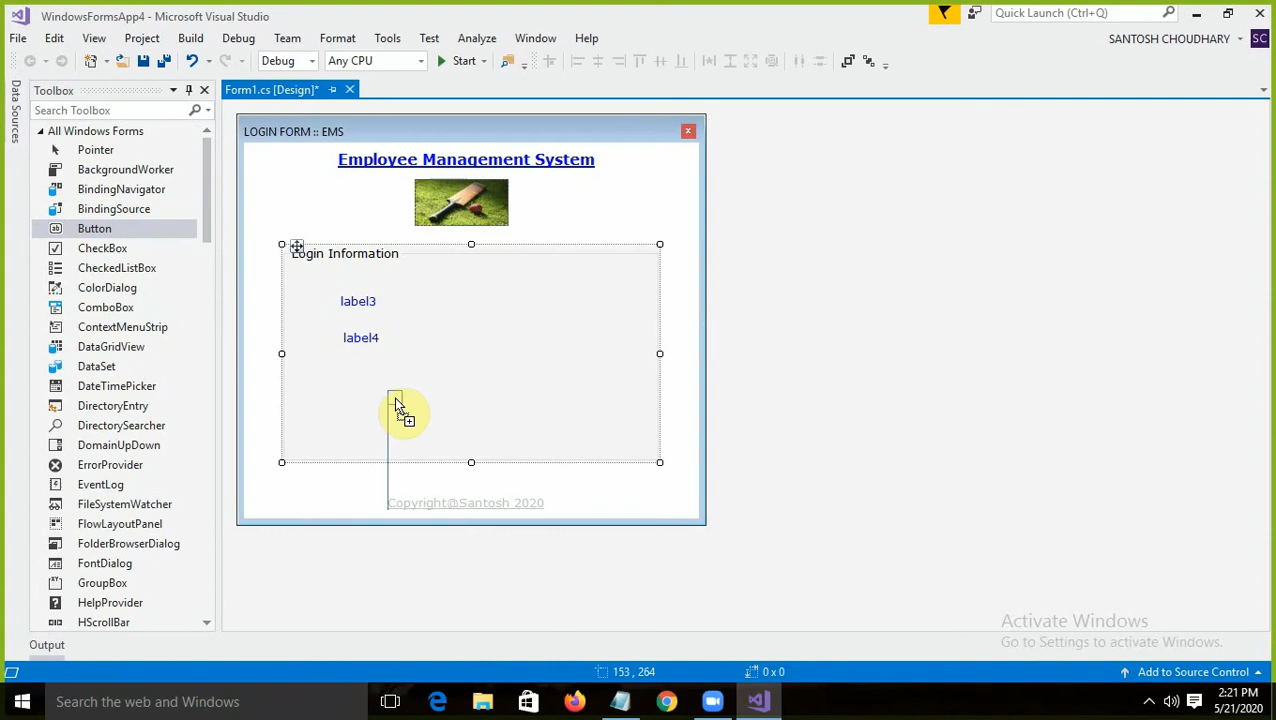 WindowsFormsApp4 - Microsoft Visual Studio
Quick Launch (Ctrl+Q)
File Edit View Project Build Debug Team Format Tools Test Analyze Window Help
SANTOSH CHOUDHARY SC
Debug Any CPU Start
Data Sources
Toolbox
Form1.cs [Design]*
Search Toolbox
All Windows Forms
Pointer
BackgroundWorker
BindingNavigator
BindingSource
Button
CheckBox
CheckedListBox
ColorDialog
ComboBox
ContextMenuStrip
DataGridView
DataSet
DateTimePicker
DirectoryEntry
DirectorySearcher
DomainUpDown
ErrorProvider
EventLog
FileSystemWatcher
FlowLayoutPanel
FolderBrowserDialog
FontDialog
GroupBox
HelpProvider
HScrollBar
LOGIN FORM :: EMS
Employee Management System
Login Information
label3
label4
Copyright@Santosh 2020
Activate Windows
Go to Settings to activate Windows.
Output
153 , 264
0 x 0
Add to Source Control
Search the web and Windows
2:21 PM
5/21/2020